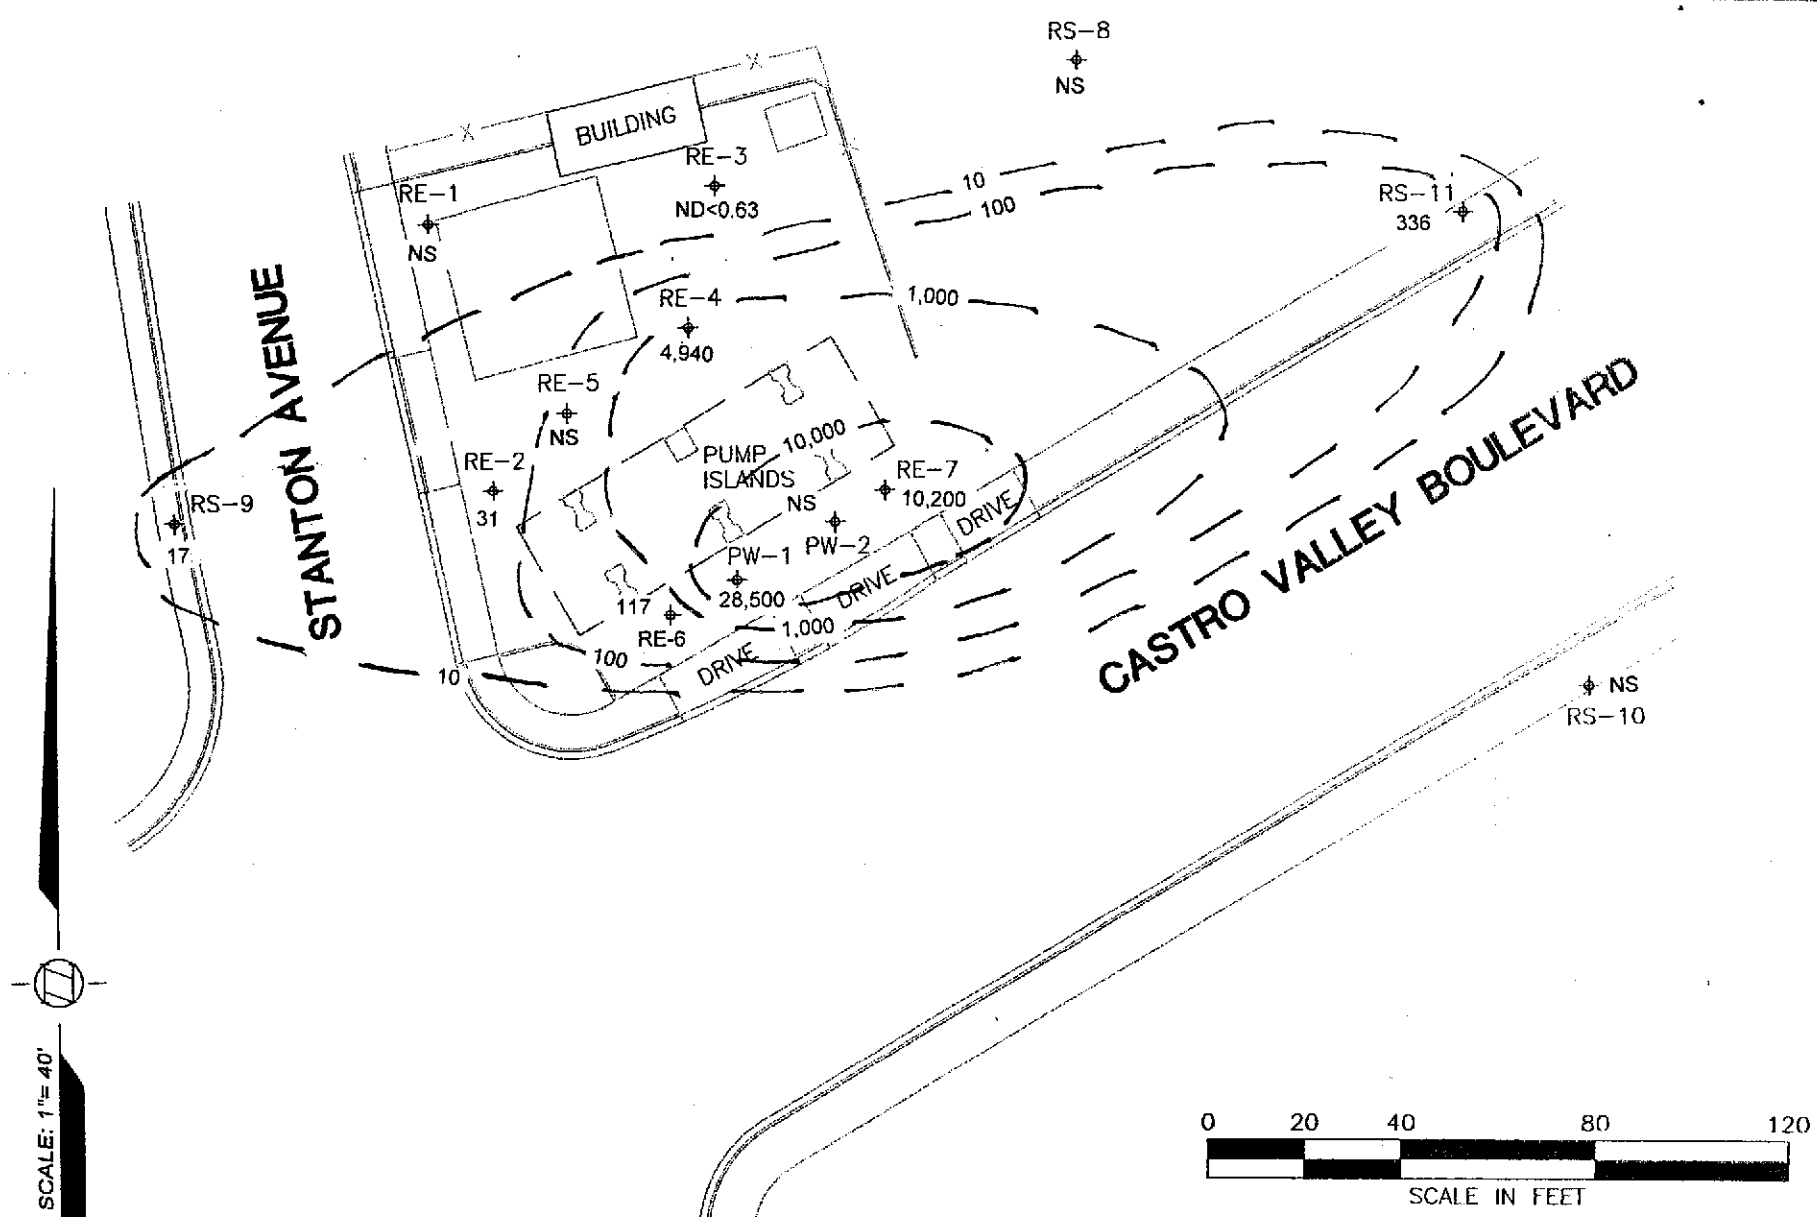 RS-8
NS
BUILDING
RE-3
ND<0.63
RE-1
NS
10
100
RS-11
336
STANTON AVENUE
RE-4
4,940
1,000
RE-5
NS
PUMP
ISLANDS
10,000
RE-7
10,200
NS
PW-2
RE-2
31
RS-9
17
PW-1
28,500
117
RE-6
DRIVE
DRIVE
DRIVE
1,000
100
10
CASTRO VALLEY BOULEVARD
NS
RS-10
SCALE: 1"= 40'
0 20 40 80 120
SCALE IN FEET